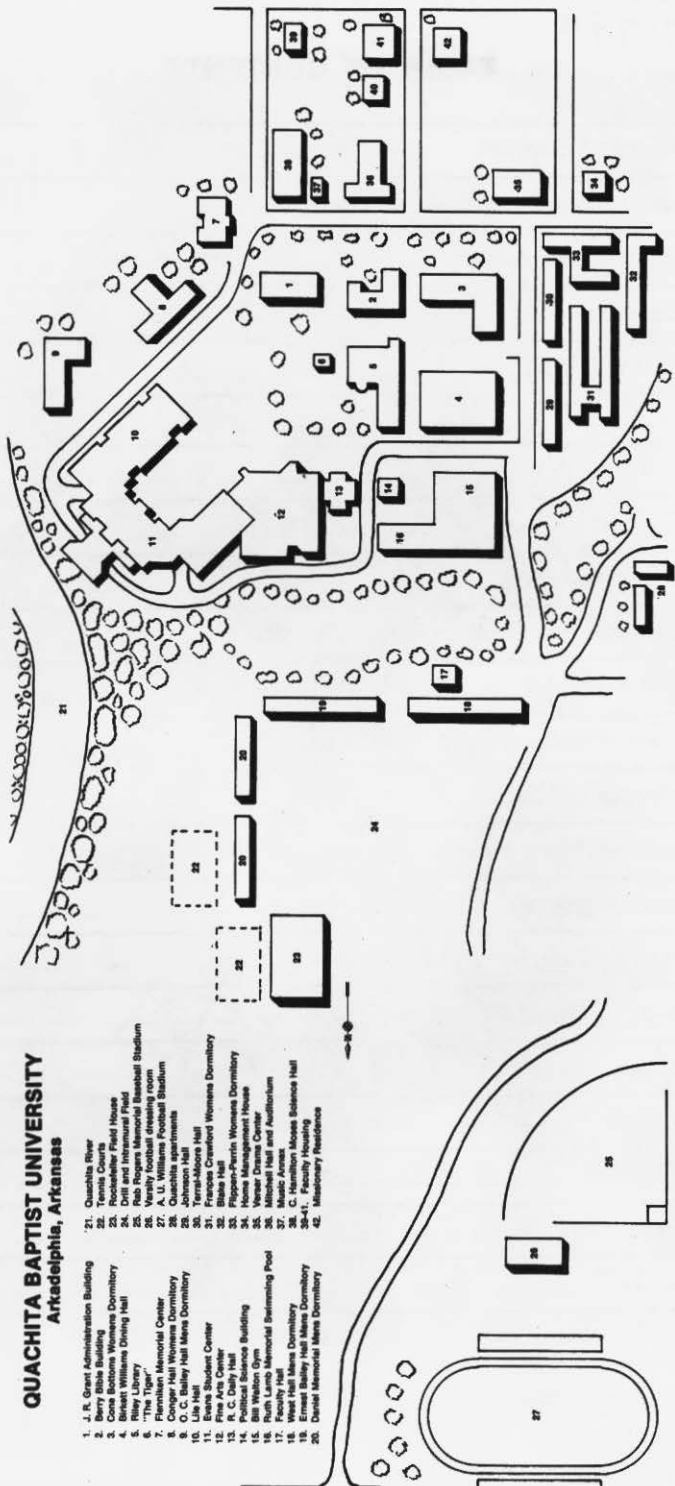 QUACHITA BAPTIST UNIVERSITY
Arkadelphia, Arkansas
1. J. R. Grant Administration Building
2. Berry Bible Building
3. Cone Bottoms Womens Dormitory
4. Birkett Williams Dining Hall
5. Riley Library
6. "The Tiger"
7. Flenniken Memorial Center
8. Conger Hall Womens Dormitory
9. O. C. Bailey Hall Mens Dormitory
10. Lile Hall
11. Evans Student Center
12. Fine Arts Center
13. R. C. Daily Hall
14. Political Science Building
15. Bill Walton Gym
16. Ruth Lamb Memorial Swimming Pool
17. Faculty Hall
18. West Hall Mens Dormitory
19. Ernest Bailey Hall Mens Dormitory
20. Daniel Memorial Mens Dormitory
21. Quachita River
22. Tennis Courts
23. Rockefeller Field House
24. Drill and Intramural Field
25. Rab Rogers Memorial Baseball Stadium
26. Varsity football dressing room
27. A. U. Williams Football Stadium
28. Quachita apartments
29. Johnson Hall
30. Terral-Moore Hall
31. Frances Crawford Womens Dormitory
32. Blake Hall
33. Flippen-Perrin Womens Dormitory
34. Home Management House
35. Verser Drama Center
36. Mitchell Hall and Auditorium
37. Music Annex
38. C. Hamilton Moses Science Hall
39-41. Faculty Housing
42. Missionary Residence
21
9
8
7
39
41
40
42
38
37
36
35
34
10
11
12
13
1
2
3
6
5
4
14
16
15
30
33
32
29
31
28
17
19
18
20
20
22
22
23
24
25
26
27